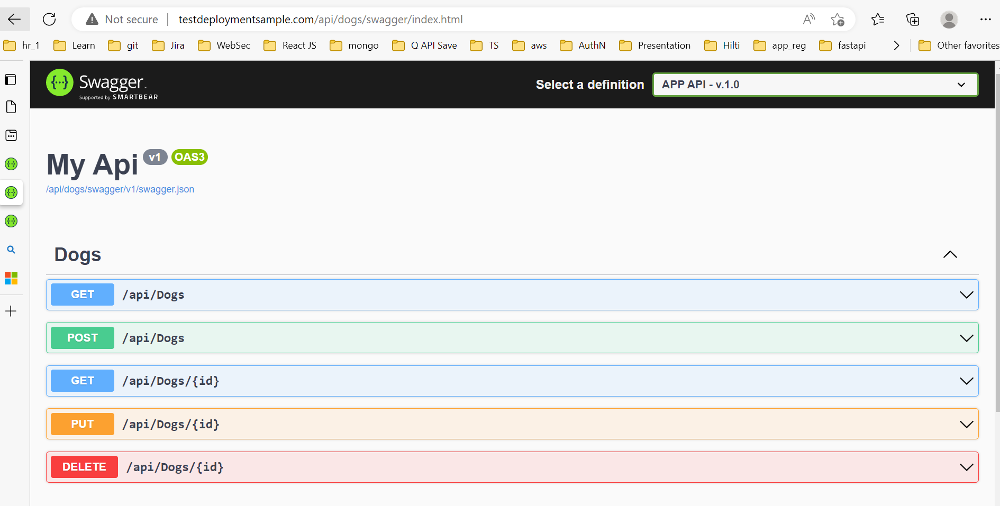 Not secure | testdeploymentsample.com/api/dogs/swagger/index.html
hr_1 Learn git Jira WebSec React JS mongo Q API Save TS aws AuthN Presentation Hilti app_reg fastapi Other favorites
Swagger
Supported by SMARTBEAR
Select a definition APP API - v.1.0
My Api v1 OAS3
/api/dogs/swagger/v1/swagger.json
Dogs
GET /api/Dogs
POST /api/Dogs
GET /api/Dogs/{id}
PUT /api/Dogs/{id}
DELETE /api/Dogs/{id}